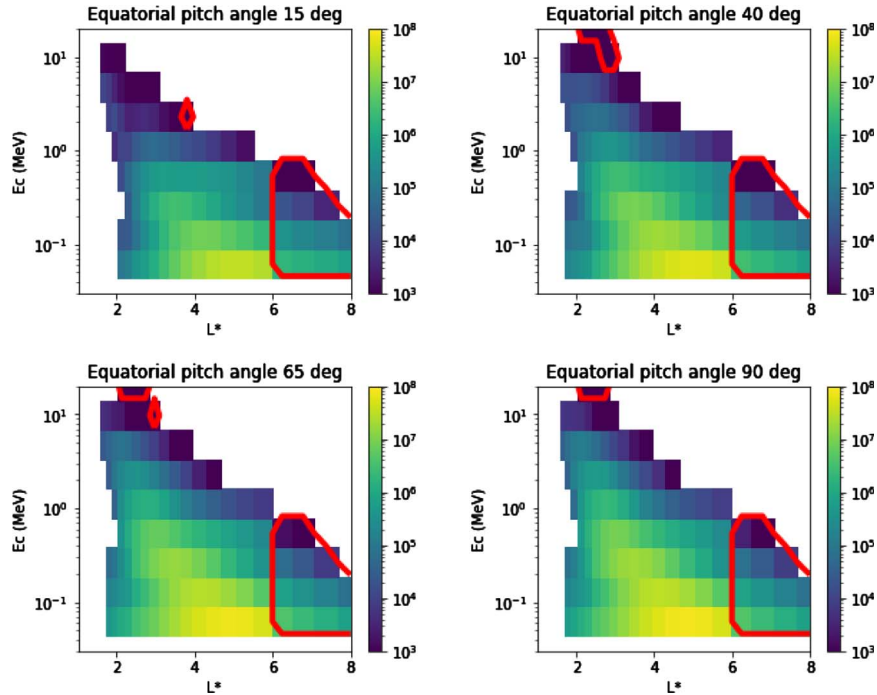 Equatorial pitch angle 15 deg
Ec (MeV)
10¹
10⁰
10⁻¹
2 4 6 8
L*
10⁸
10⁷
10⁶
10⁵
10⁴
10³
Equatorial pitch angle 40 deg
Ec (MeV)
10¹
10⁰
10⁻¹
2 4 6 8
L*
10⁸
10⁷
10⁶
10⁵
10⁴
10³
Equatorial pitch angle 65 deg
Ec (MeV)
10¹
10⁰
10⁻¹
2 4 6 8
L*
10⁸
10⁷
10⁶
10⁵
10⁴
10³
Equatorial pitch angle 90 deg
Ec (MeV)
10¹
10⁰
10⁻¹
2 4 6 8
L*
10⁸
10⁷
10⁶
10⁵
10⁴
10³